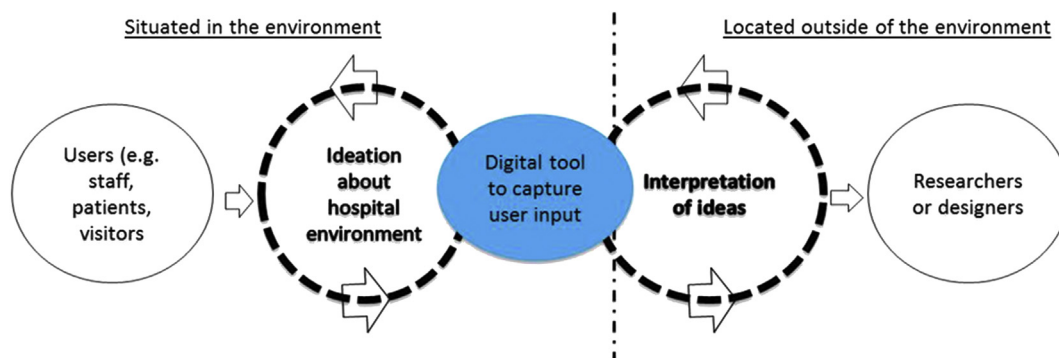 Situated in the environment
Located outside of the environment
Users (e.g.
staff,
patients,
visitors
Ideation
about
hospital
environment
Digital tool
to capture
user input
Interpretation
of ideas
Researchers
or designers